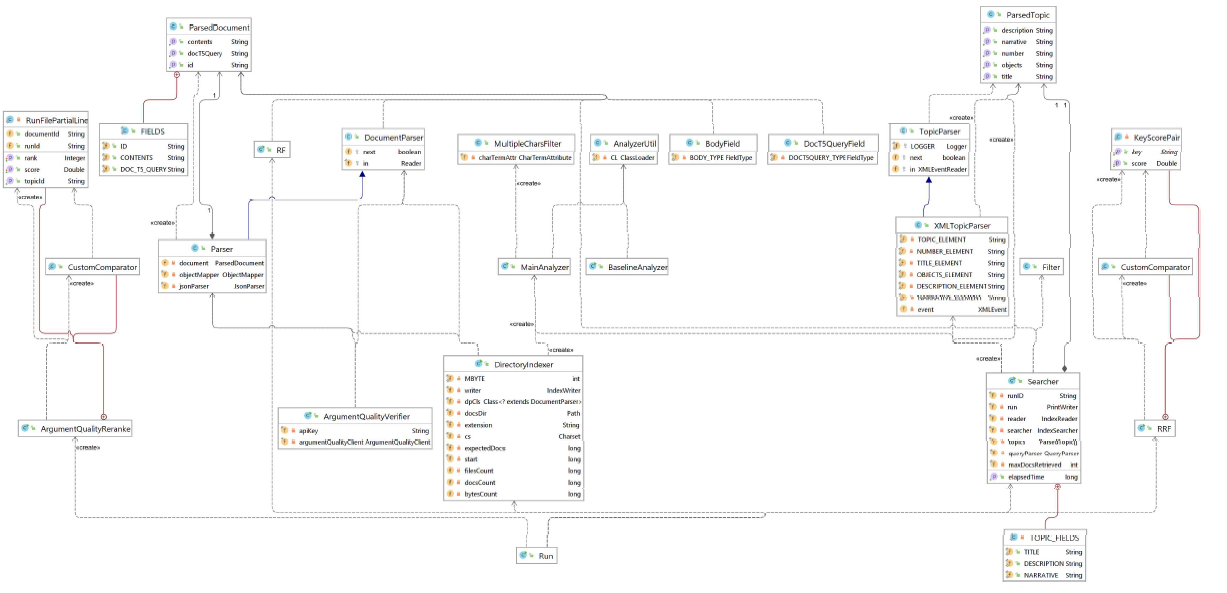 ParsedDocument
contents String
docT5Query String
id String
ParsedTopic
description String
narrative String
number String
objects String
title String
1
1 1
«create»
«create»
RunFilePartialLine
documentId String
runId String
rank Integer
score Double
topicId String
FIELDS
ID String
CONTENTS String
DOC_T5_QUERY String
RF
DocumentParser
next boolean
in Reader
MultipleCharsFilter
charTermAttr CharTermAttribute
AnalyzerUtil
CL ClassLoader
BodyField
BODY_TYPE FieldType
DocT5QueryField
DOCT5QUERY_TYPE FieldType
TopicParser
LOGGER Logger
next boolean
in XMLEventReader
KeyScorePair
key String
score Double
«create»
«create»
«create»
1
«create»
Parser
document ParsedDocument
objectMapper ObjectMapper
jsonParser JsonParser
XMLTopicParser
TOPIC_ELEMENT String
NUMBER_ELEMENT String
TITLE_ELEMENT String
OBJECTS_ELEMENT String
DESCRIPTION_ELEMENT String
String
event XMLEvent
CustomComparator
MainAnalyzer
BaselineAnalyzer
Filter
CustomComparator
«create»
«create»
«create»
«create»
«create»
DirectoryIndexer
MBYTE int
writer IndexWriter
dpCls Class<? extends DocumentParser>
docsDir Path
extension String
cs Charset
expectedDocs long
start long
filesCount long
docsCount long
bytesCount long
Searcher
runID String
run PrintWriter
reader IndexReader
searcher IndexSearcher
topics
queryParser QueryParser
maxDocsRetrieved int
elapsedTime long
ArgumentQualityVerifier
apiKey String
argumentQualityClient ArgumentQualityClient
ArgumentQualityReranke
RRF
«create»
Run
TOPIC_FIELDS
TITLE String
DESCRIPTION String
NARRATIVE String